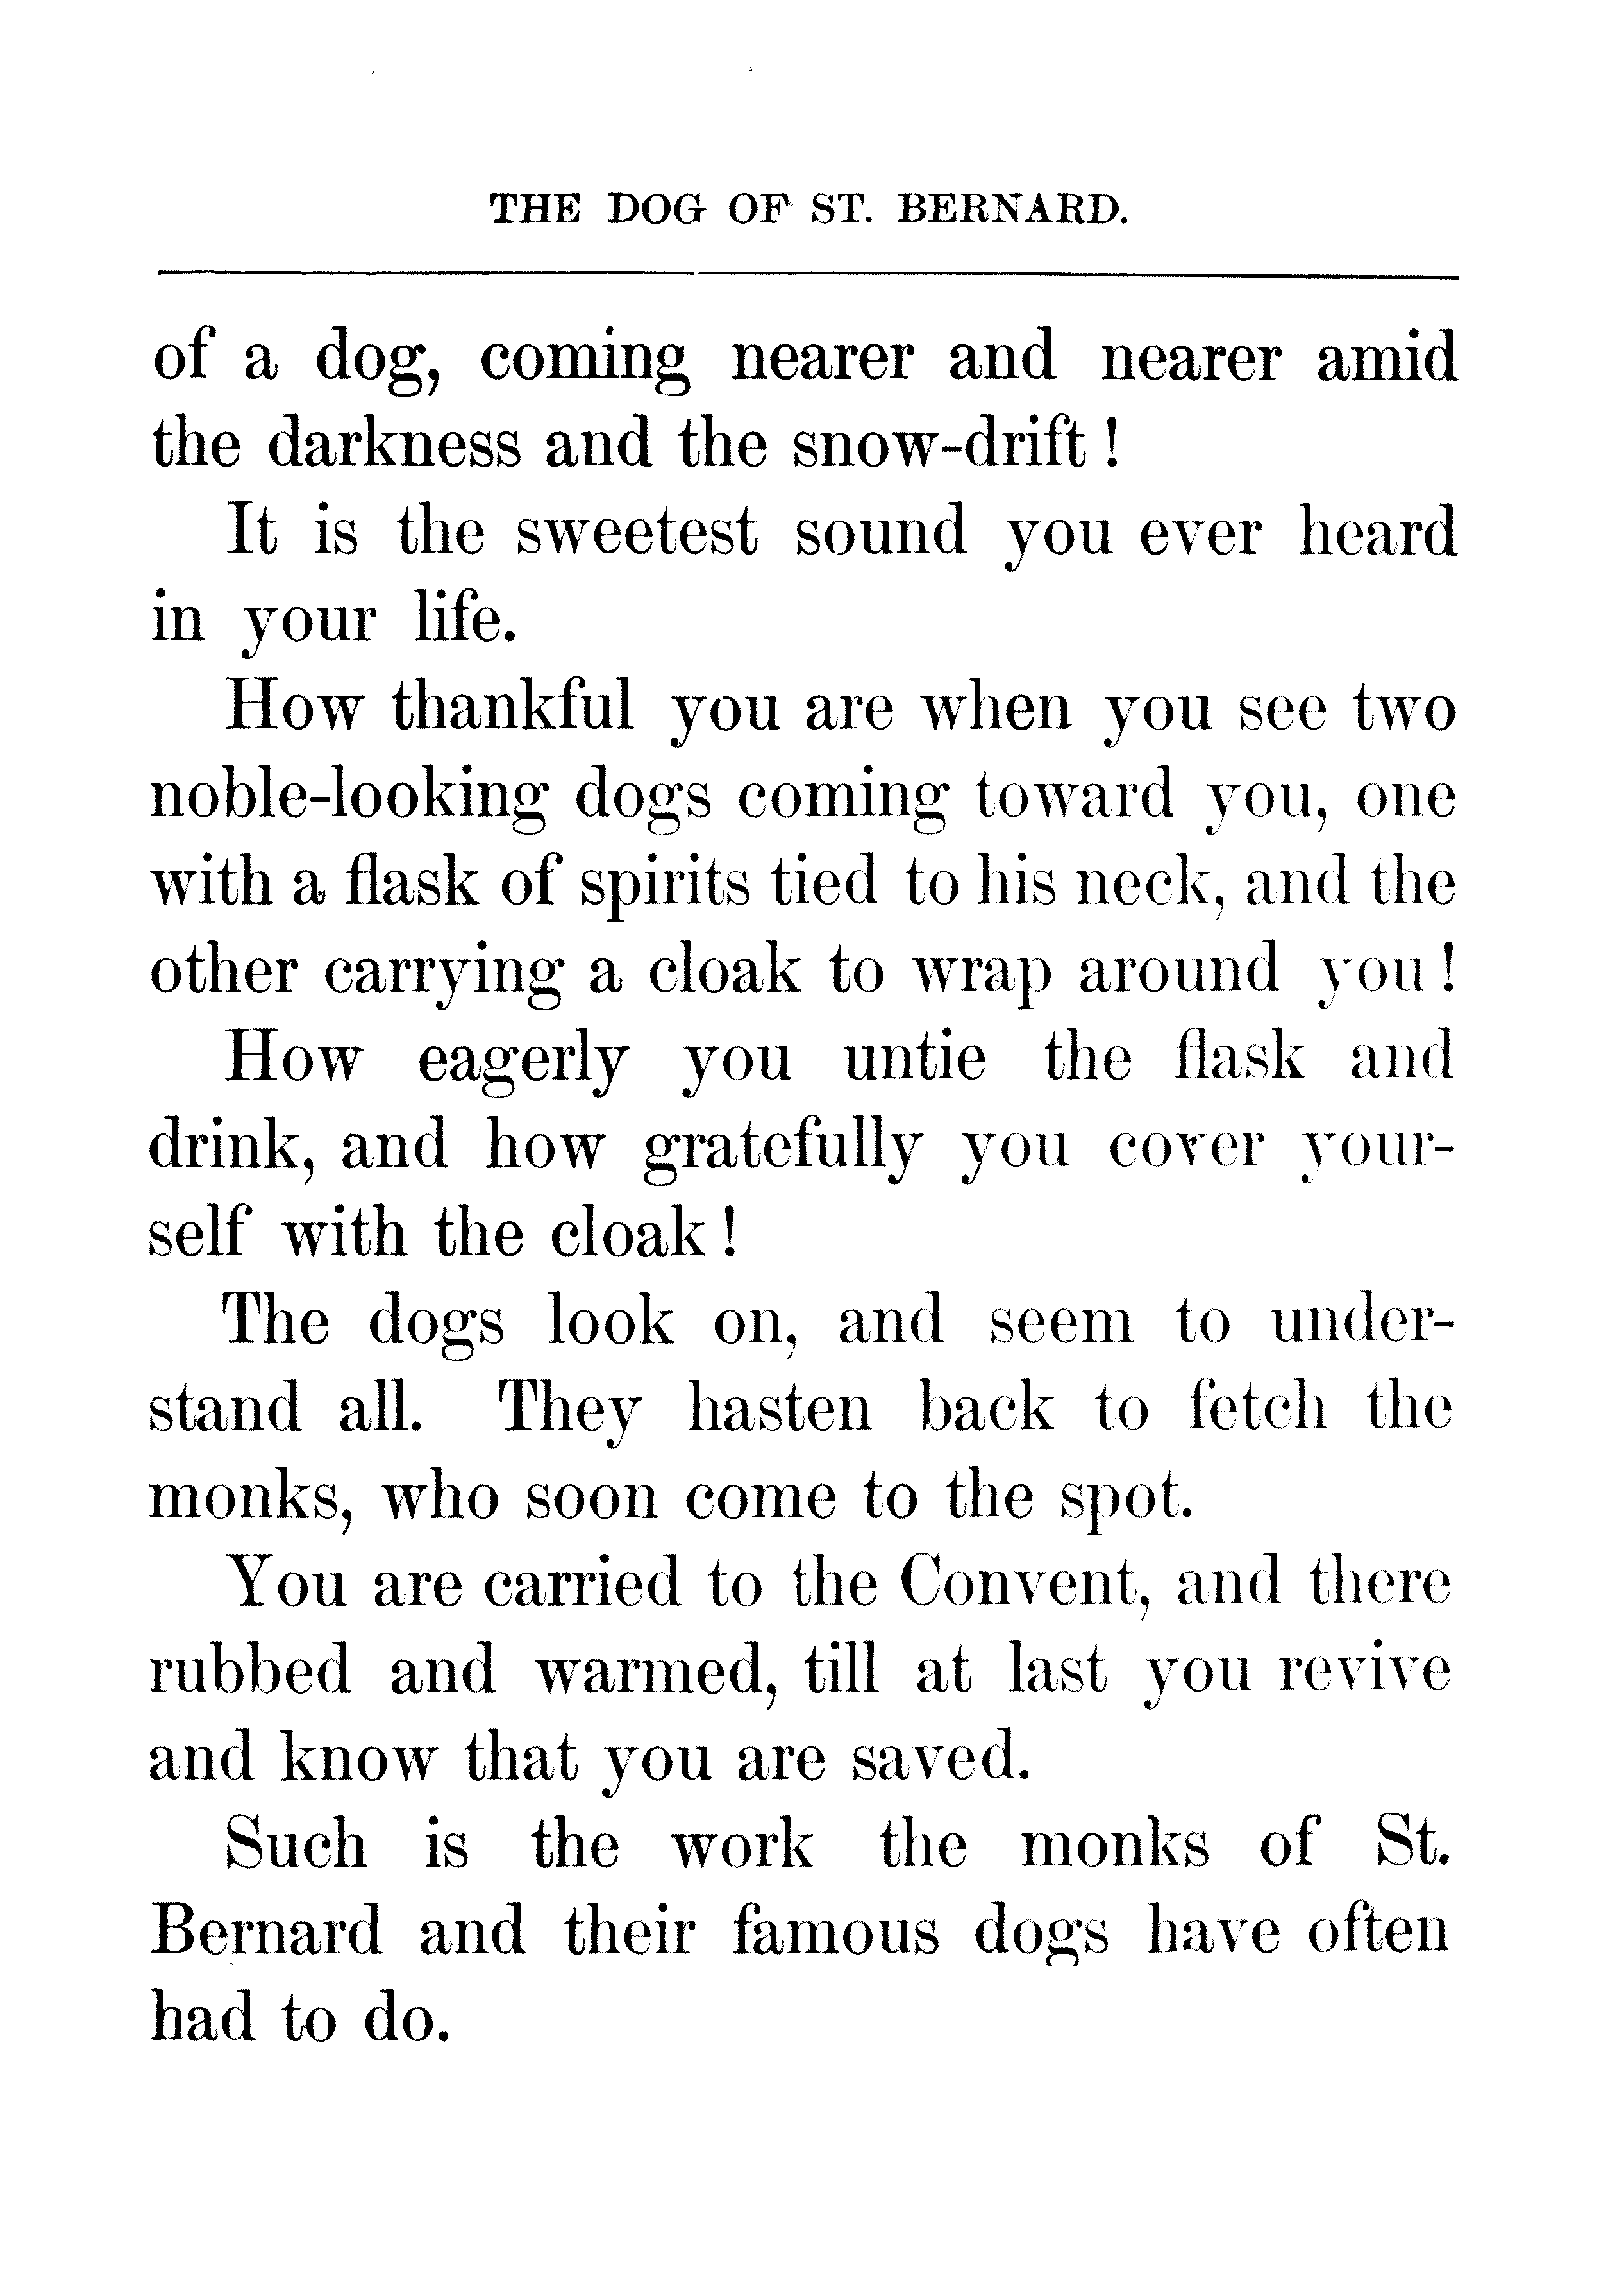 THE DOG OF ST. BERNARD.
of a dog, coming nearer and nearer amid
the darkness and the snow-drift!
It is the sweetest sound you ever heard
in your life.
How thankful you are when you see two
noble-looking dogs coming toward you, one
with a flask of spirits tied to his neck, and the
other carrying a cloak to wrap around you!
How eagerly you untie the flask and
drink, and how gratefully you cover your-
self with the cloak!
The dogs look on, and seem to under-
stand all. They hasten back to fetch the
monks, who soon come to the spot.
You are carried to the Convent, and there
rubbed and warmed, till at last you revive
and know that you are saved.
Such is the work the monks of St.
Bernard and their famous dogs have often
had to do.